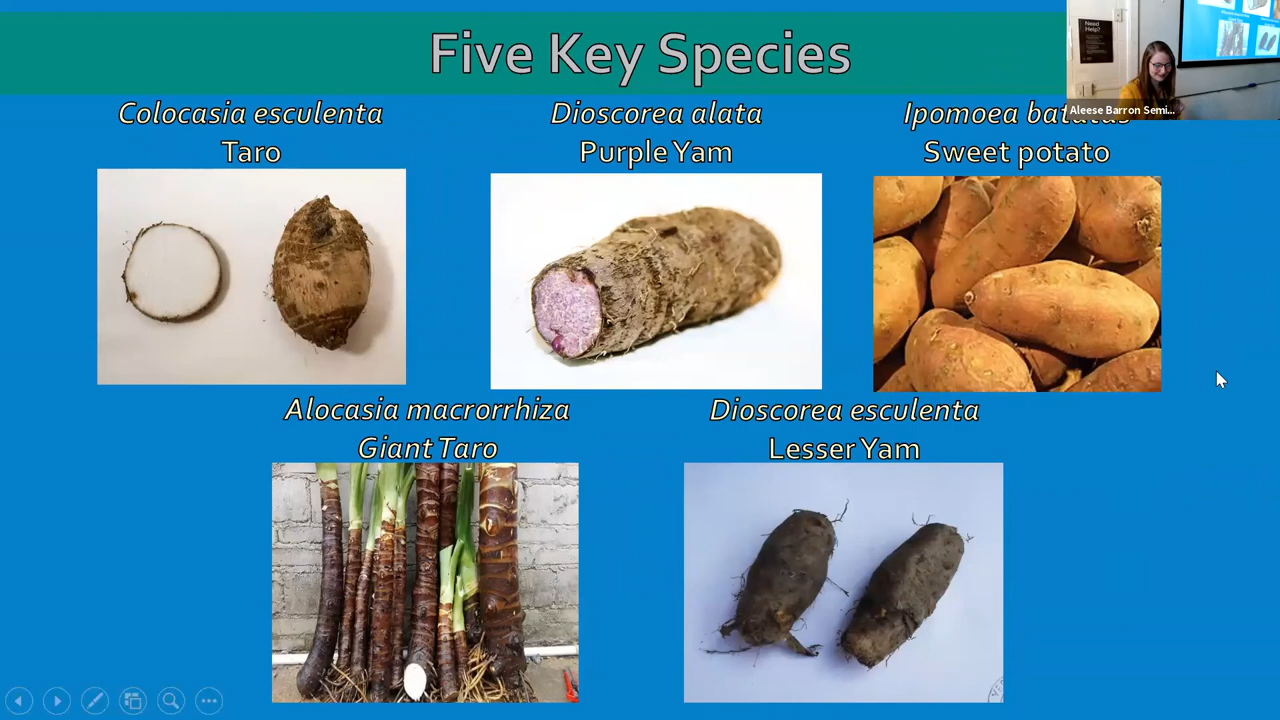 Five Key Species
Need
Help?
Aleese Barron Semi...
Colocasia esculenta
Taro
Dioscorea alata
Purple Yam
Ipomoea batatas
Sweet potato
Alocasia macrorrhiza
Giant Taro
Dioscorea esculenta
Lesser Yam